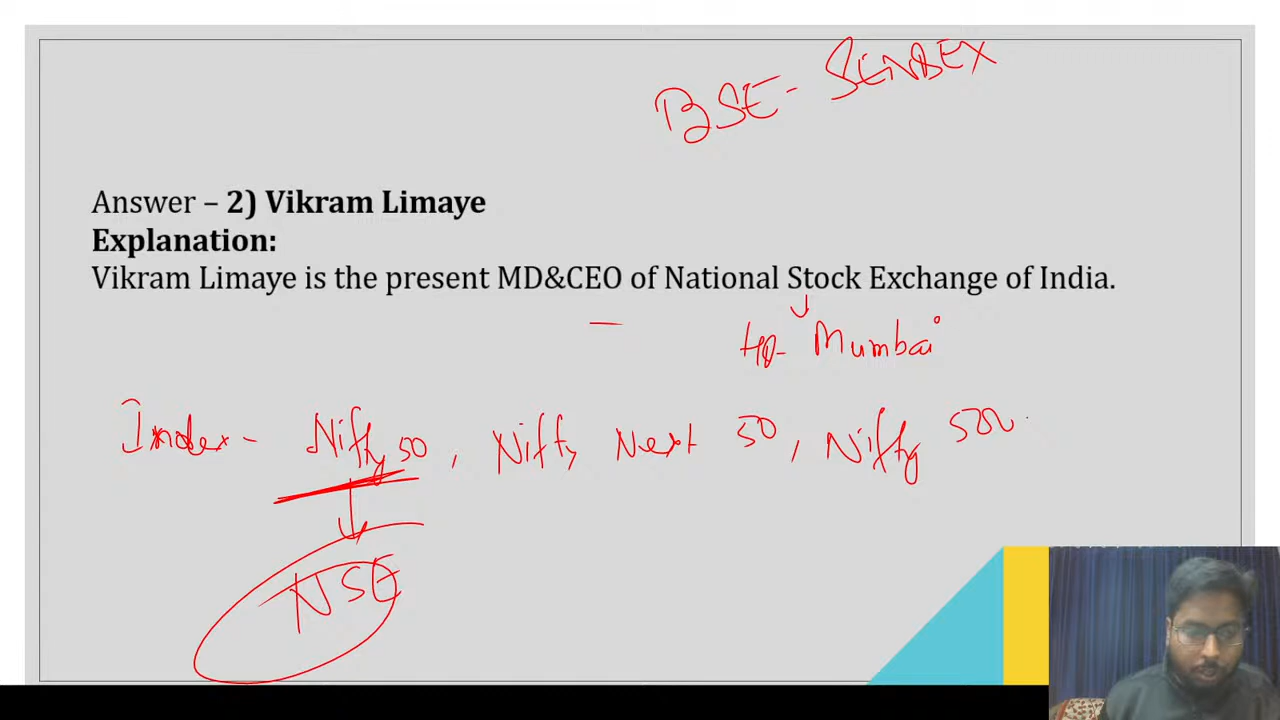 BSE - SENSEX
Answer – 2) Vikram Limaye
Explanation:
Vikram Limaye is the present MD&CEO of National Stock Exchange of India.
HQ- Mumbai
Index - Nifty 50, Nifty Next 50, Nifty 500
NSE